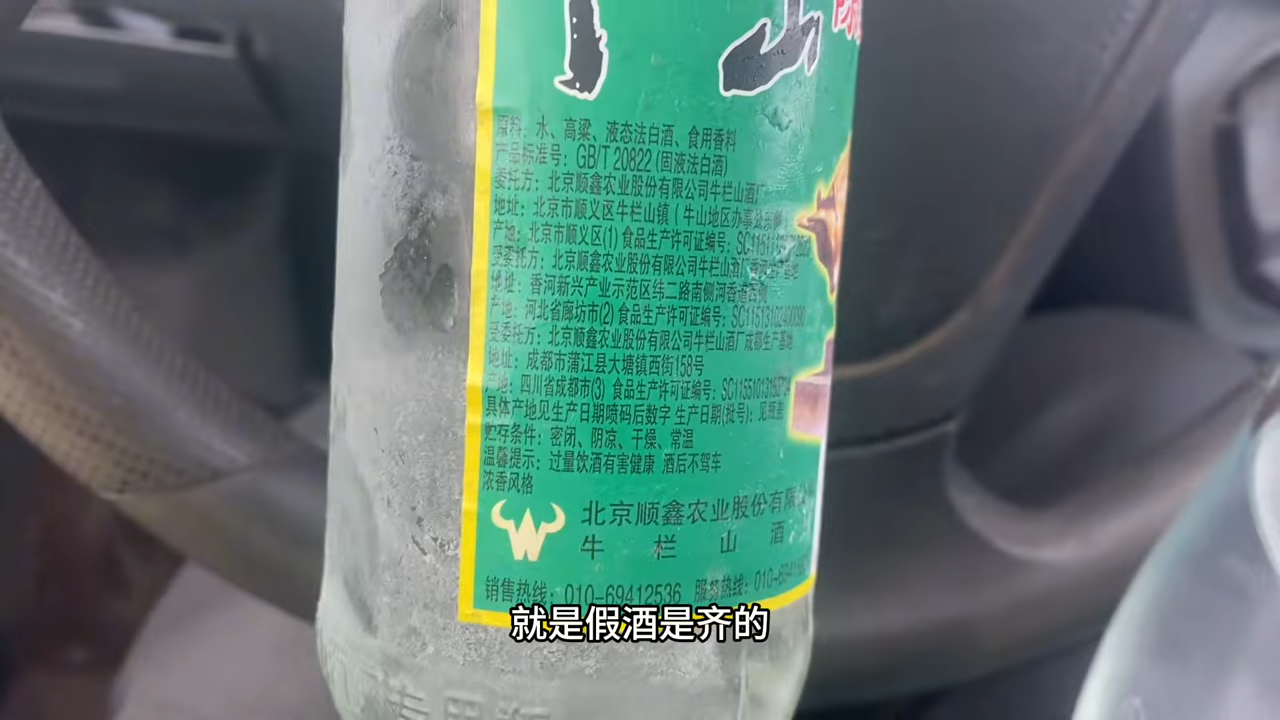 山
原料：水、高粱、液态法白酒、食用香料
产品标准号：GB/T 20822 (固液法白酒)
委托方：北京顺鑫农业股份有限公司牛栏山酒厂
地址：北京市顺义区牛栏山镇 ( 牛山地区办事处
产地：北京市顺义区(1) 食品生产许可证编号：
受委托方：北京顺鑫农业股份有限公司牛栏山酒厂
地址：香河新兴产业示范区纬二路南侧河香道西侧
产地：河北省廊坊市(2) 食品生产许可证编号：
受委托方：北京顺鑫农业股份有限公司牛栏山酒厂成都生产基地
地址：成都市蒲江县大塘镇西街158号
产地：四川省成都市(3) 食品生产许可证编号：
具体产地见生产日期喷码后数字 生产日期(批号)：见瓶盖
贮存条件：密闭、阴凉、干燥、常温
温馨提示：过量饮酒有害健康 酒后不驾车
浓香风格
北京顺鑫农业股份有限公
牛栏山酒
销售热线：010-69412536 服务热线：010-
就是假酒是齐的